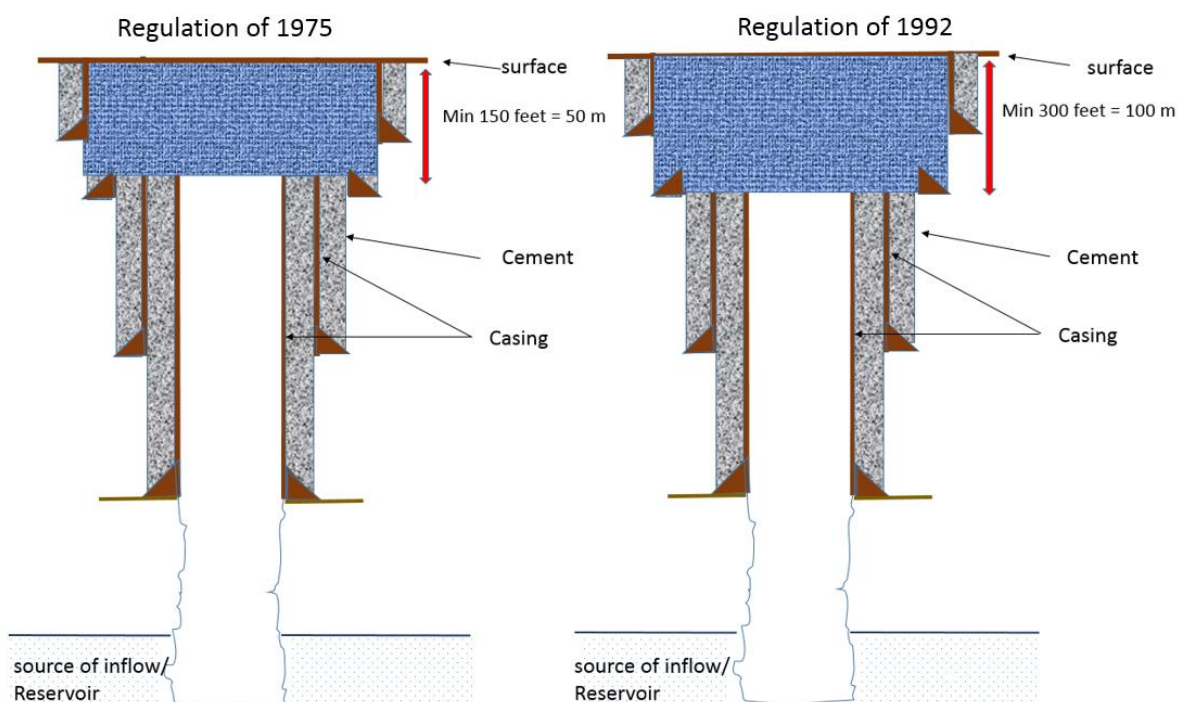 Regulation of 1975
surface
Min 150 feet = 50 m
Cement
Casing
source of inflow/
Reservoir
Regulation of 1992
surface
Min 300 feet = 100 m
Cement
Casing
source of inflow/
Reservoir